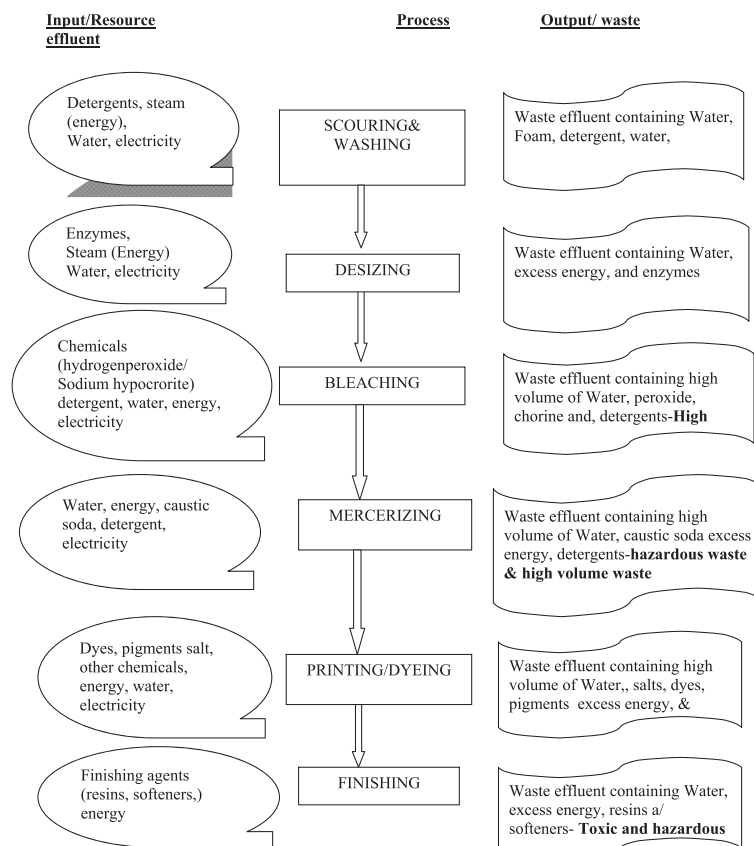 Input/Resource
effluent
Process
Output/ waste
Detergents, steam
(energy),
Water, electricity
SCOURING&
WASHING
Waste effluent containing Water,
Foam, detergent, water,
Enzymes,
Steam (Energy)
Water, electricity
DESIZING
Waste effluent containing Water,
excess energy, and enzymes
Chemicals
(hydrogenperoxide/
Sodium hypocrorite)
detergent, water, energy,
electricity
BLEACHING
Waste effluent containing high
volume of Water, peroxide,
chorine and, detergents-High
Water, energy, caustic
soda, detergent,
electricity
MERCERIZING
Waste effluent containing high
volume of Water, caustic soda excess
energy, detergents-hazardous waste
& high volume waste
Dyes, pigments salt,
other chemicals,
energy, water,
electricity
PRINTING/DYEING
Waste effluent containing high
volume of Water,, salts, dyes,
pigments excess energy, &
Finishing agents
(resins, softeners,)
energy
FINISHING
Waste effluent containing Water,
excess energy, resins a/
softeners- Toxic and hazardous